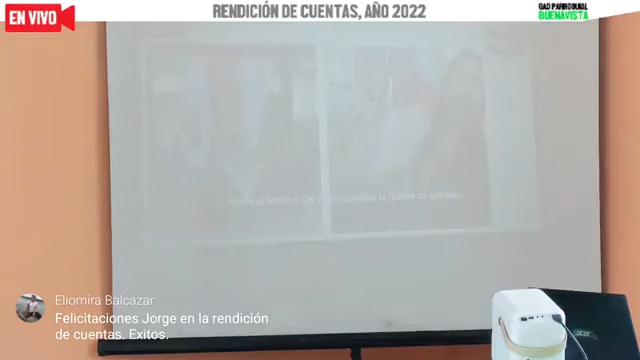 EN VIVO
RENDICIÓN DE CUENTAS, AÑO 2022
GAD PARROQUIAL
BUENAVISTA
Eliomira Balcazar
Felicitaciones Jorge en la rendición
de cuentas. Exitos.
acer